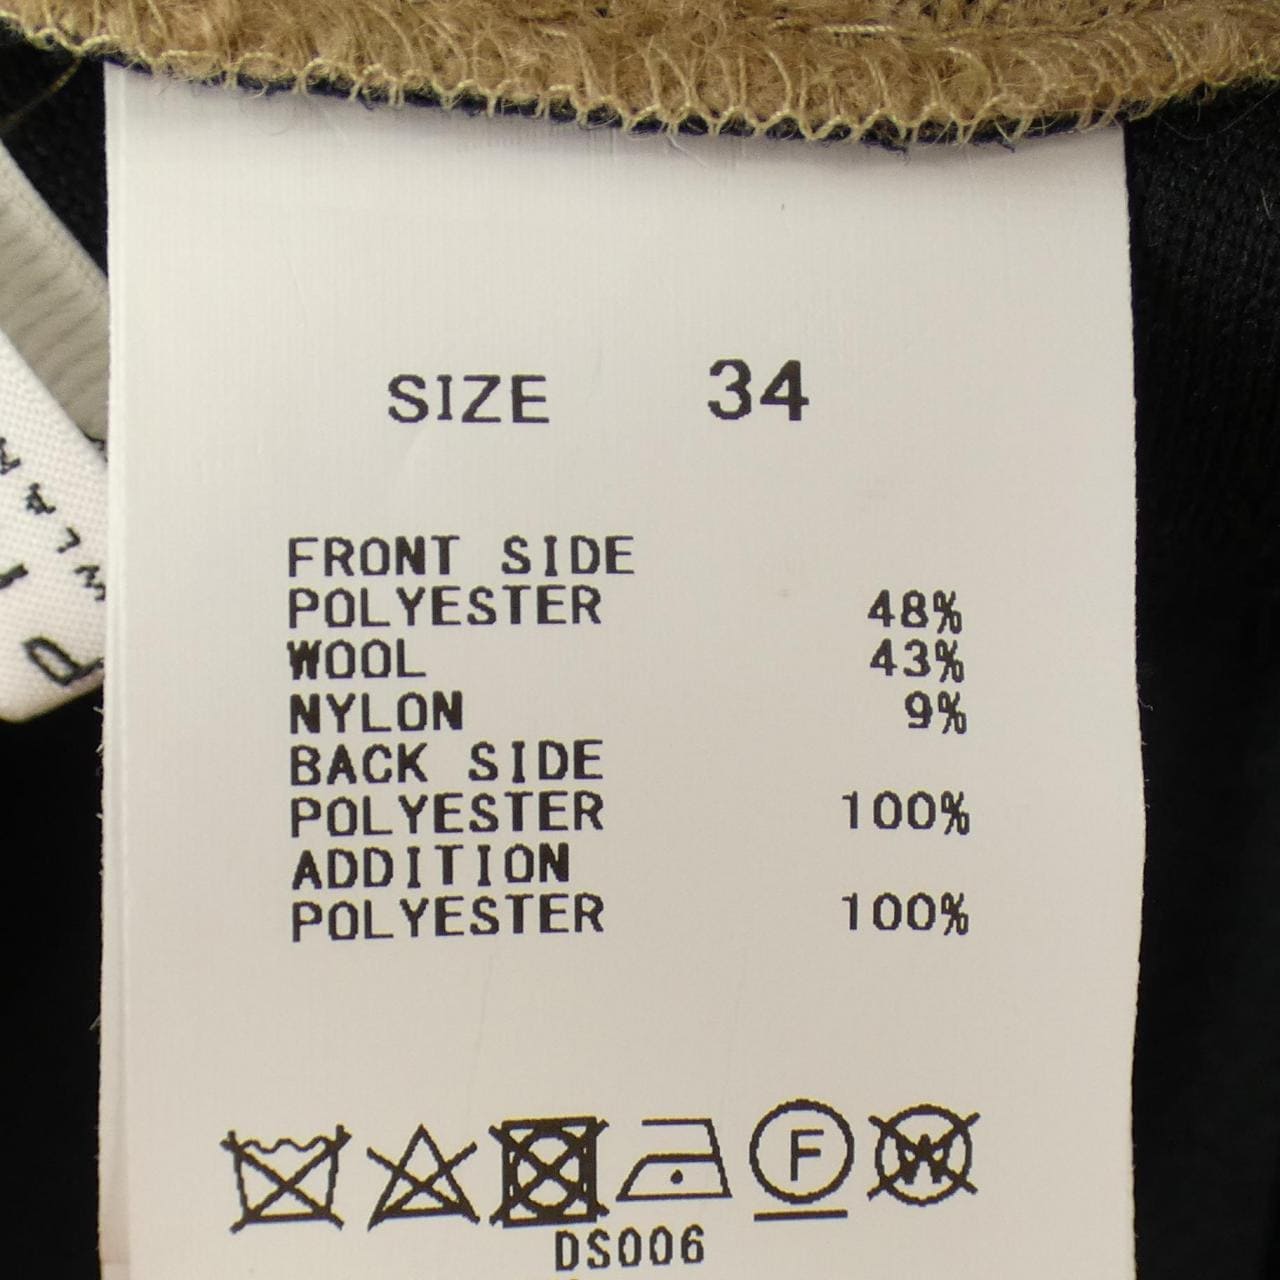 SIZE 34
FRONT SIDE
POLYESTER 48%
WOOL 43%
NYLON 9%
BACK SIDE
POLYESTER 100%
ADDITION
POLYESTER 100%
F W
DS006